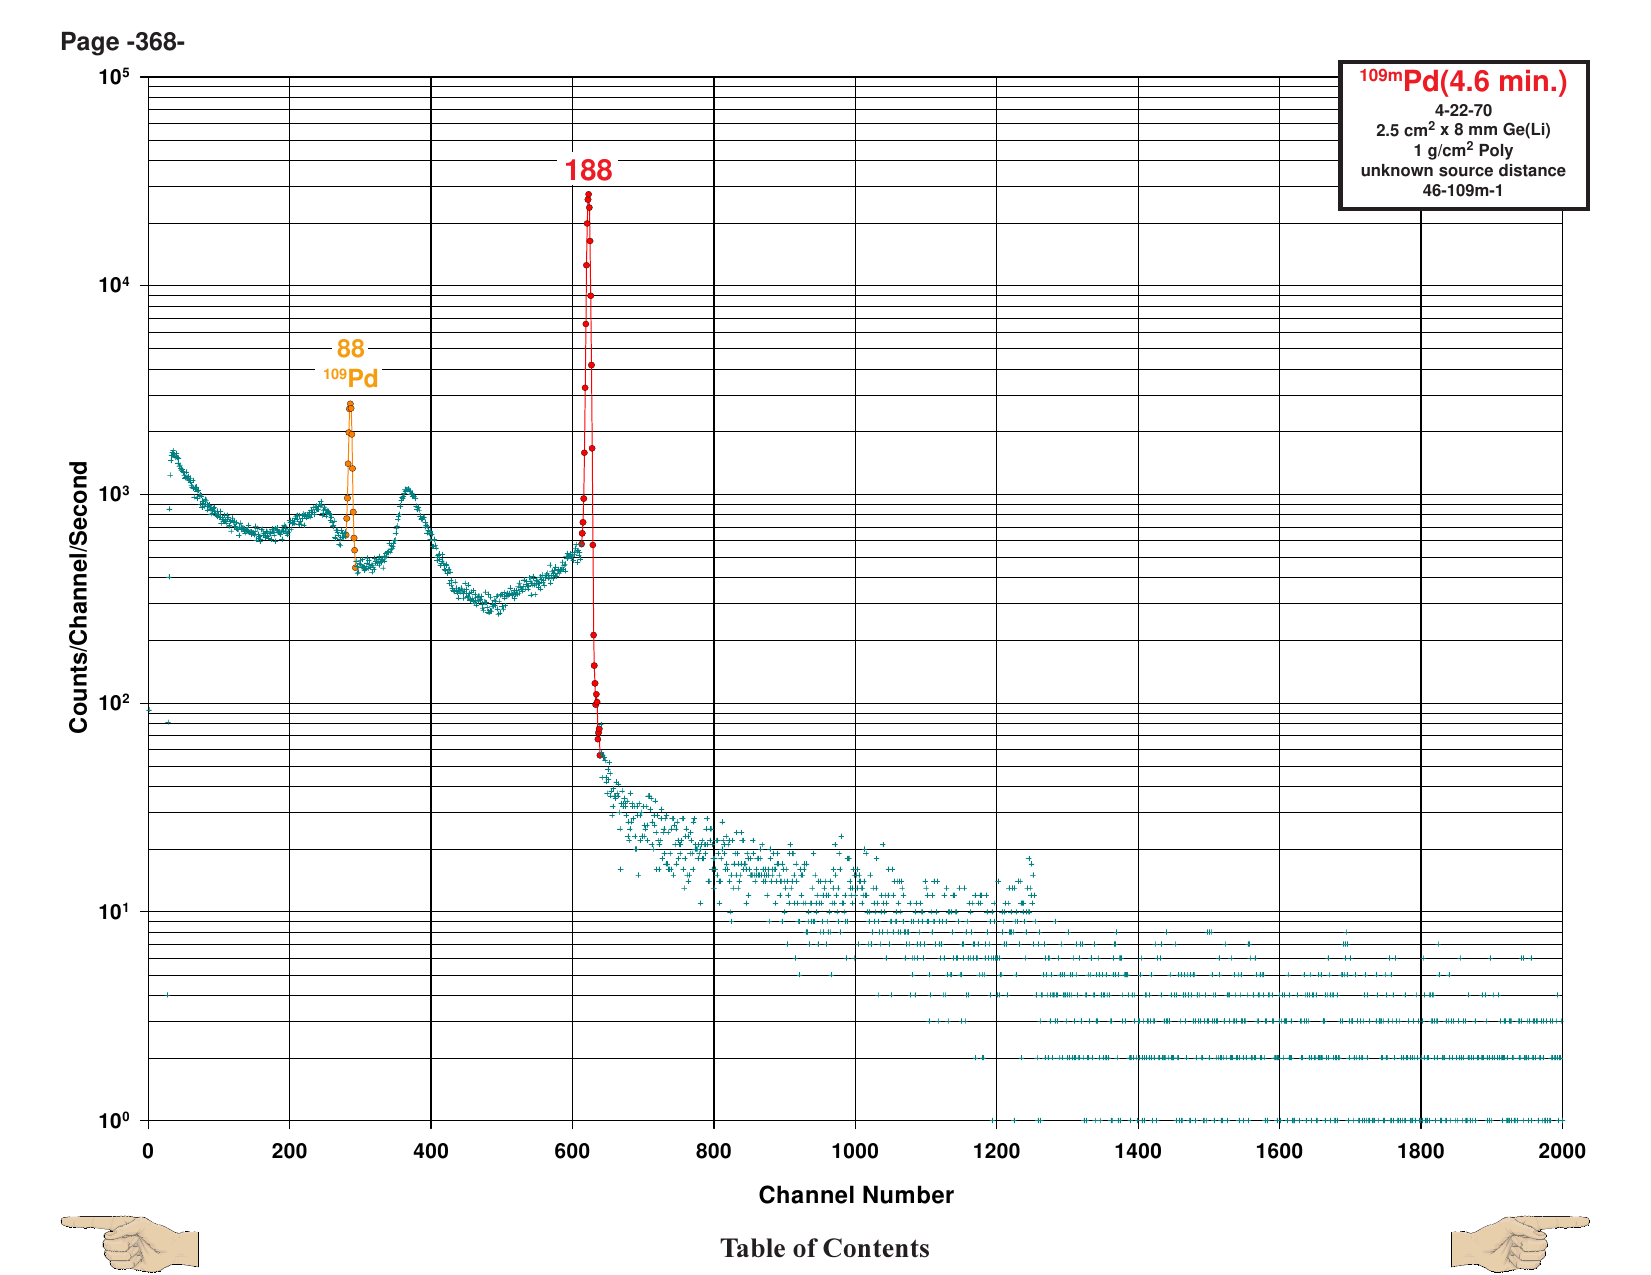 Page -368-
10⁵
10⁴
10³
10²
10¹
10⁰
Counts/Channel/Second
188
88
¹⁰⁹Pd
¹⁰⁹ᵐPd(4.6 min.)
4-22-70
2.5 cm² x 8 mm Ge(Li)
1 g/cm² Poly
unknown source distance
46-109m-1
0 200 400 600 800 1000 1200 1400 1600 1800 2000
Channel Number
Table of Contents